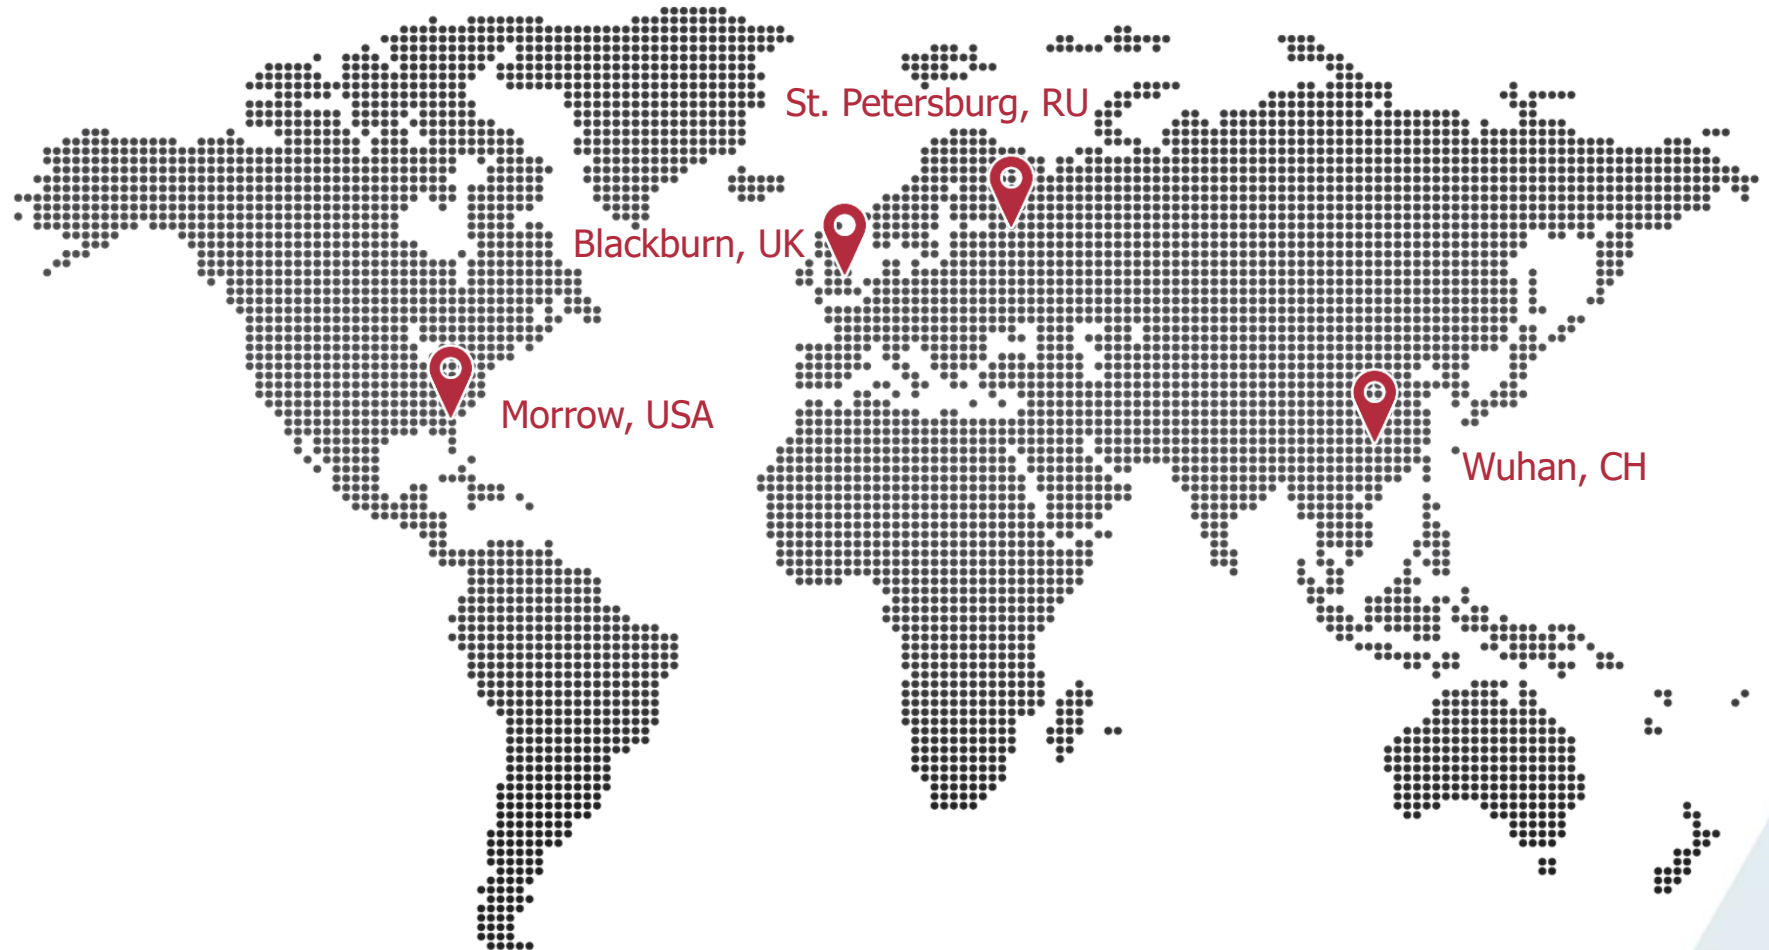 St. Petersburg, RU
Blackburn, UK
Morrow, USA
Wuhan, CH